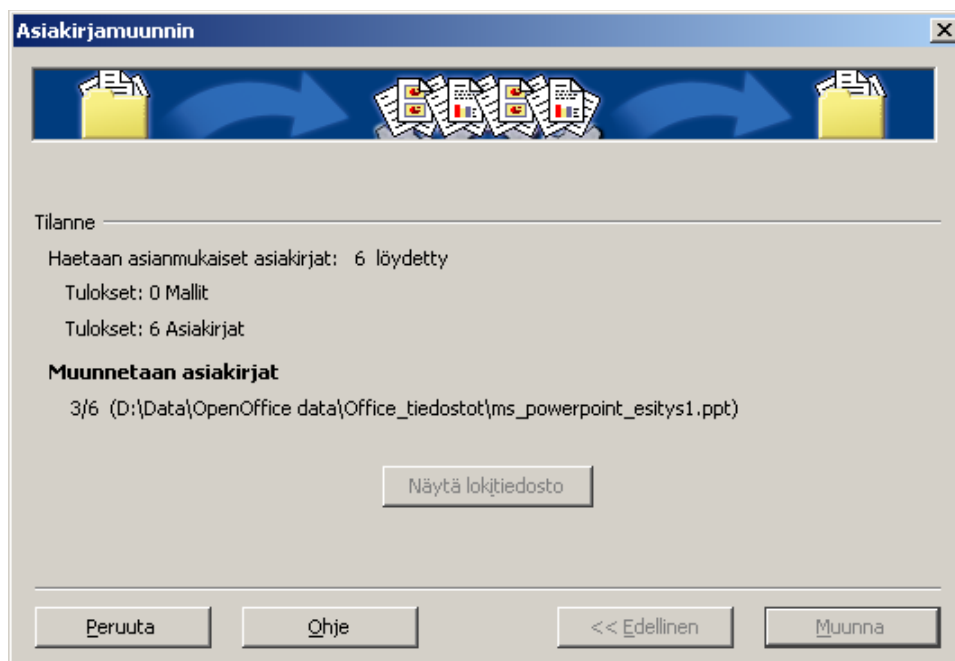 Asiakirjamuunnin
Tilanne
Haetaan asianmukaiset asiakirjat: 6 löydetty
Tulokset: 0 Mallit
Tulokset: 6 Asiakirjat
Muunnetaan asiakirjat
3/6 (D:\Data\OpenOffice data\Office_tiedostot\ms_powerpoint_esitys1.ppt)
Näytä lokitiedosto
Peruuta Ohje << Edellinen Muunna